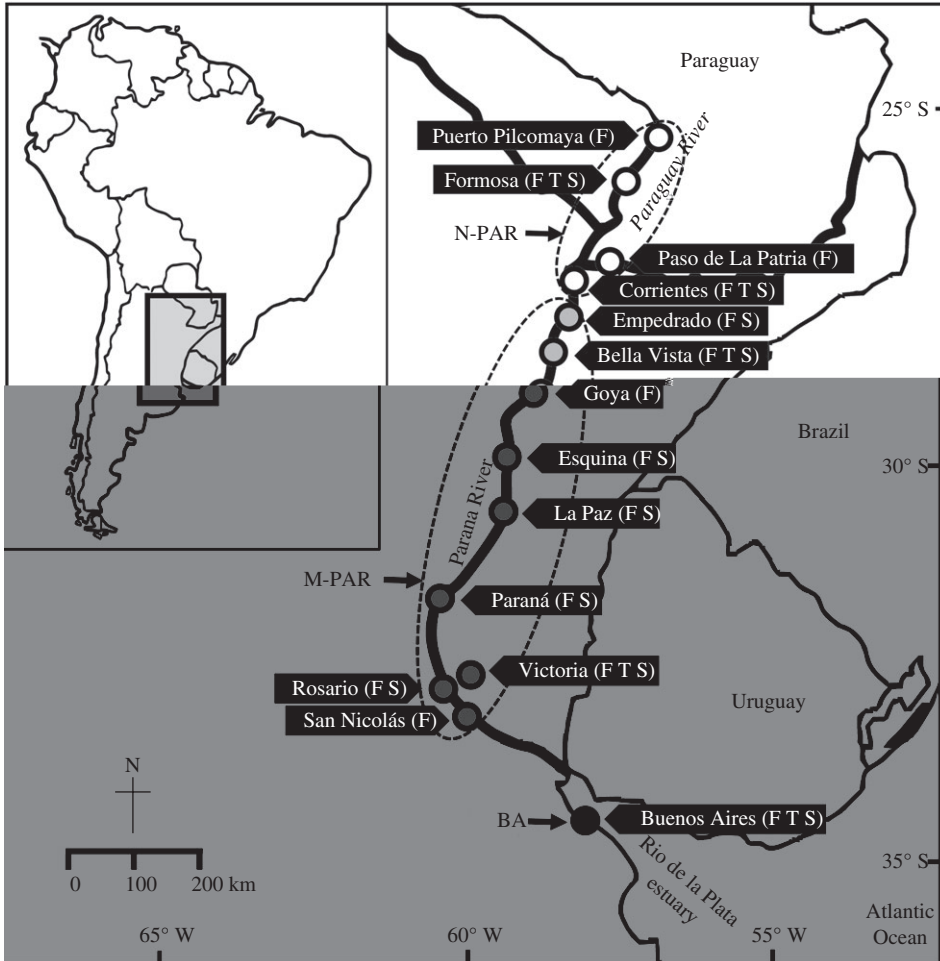 Paraguay
25° S
Puerto Pilcomaya (F)
Formosa (F T S)
Paraguay River
N-PAR
Paso de La Patria (F)
Corrientes (F T S)
Empedrado (F S)
Bella Vista (F T S)
Goya (F)
Brazil
Esquina (F S)
30° S
Parana River
La Paz (F S)
M-PAR
Paraná (F S)
Victoria (F T S)
Rosario (F S)
Uruguay
San Nicolás (F)
N
BA
Buenos Aires (F T S)
Rio de la Plata
estuary
35° S
0 100 200 km
Atlantic
Ocean
65° W
60° W
55° W